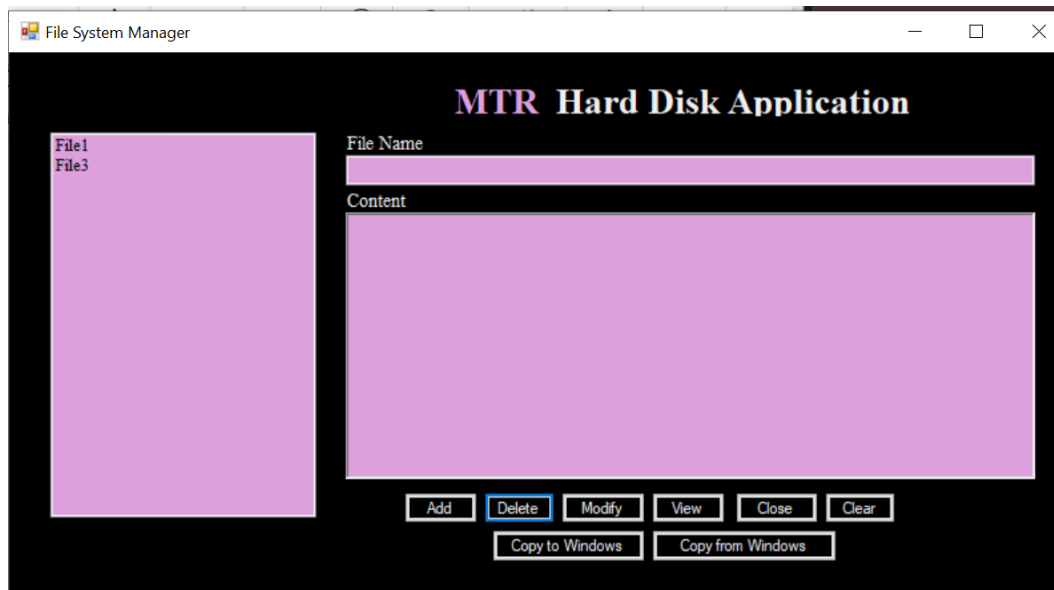 File System Manager
MTR Hard Disk Application
File1
File3
File Name
Content
Add Delete Modify View Close Clear
Copy to Windows Copy from Windows